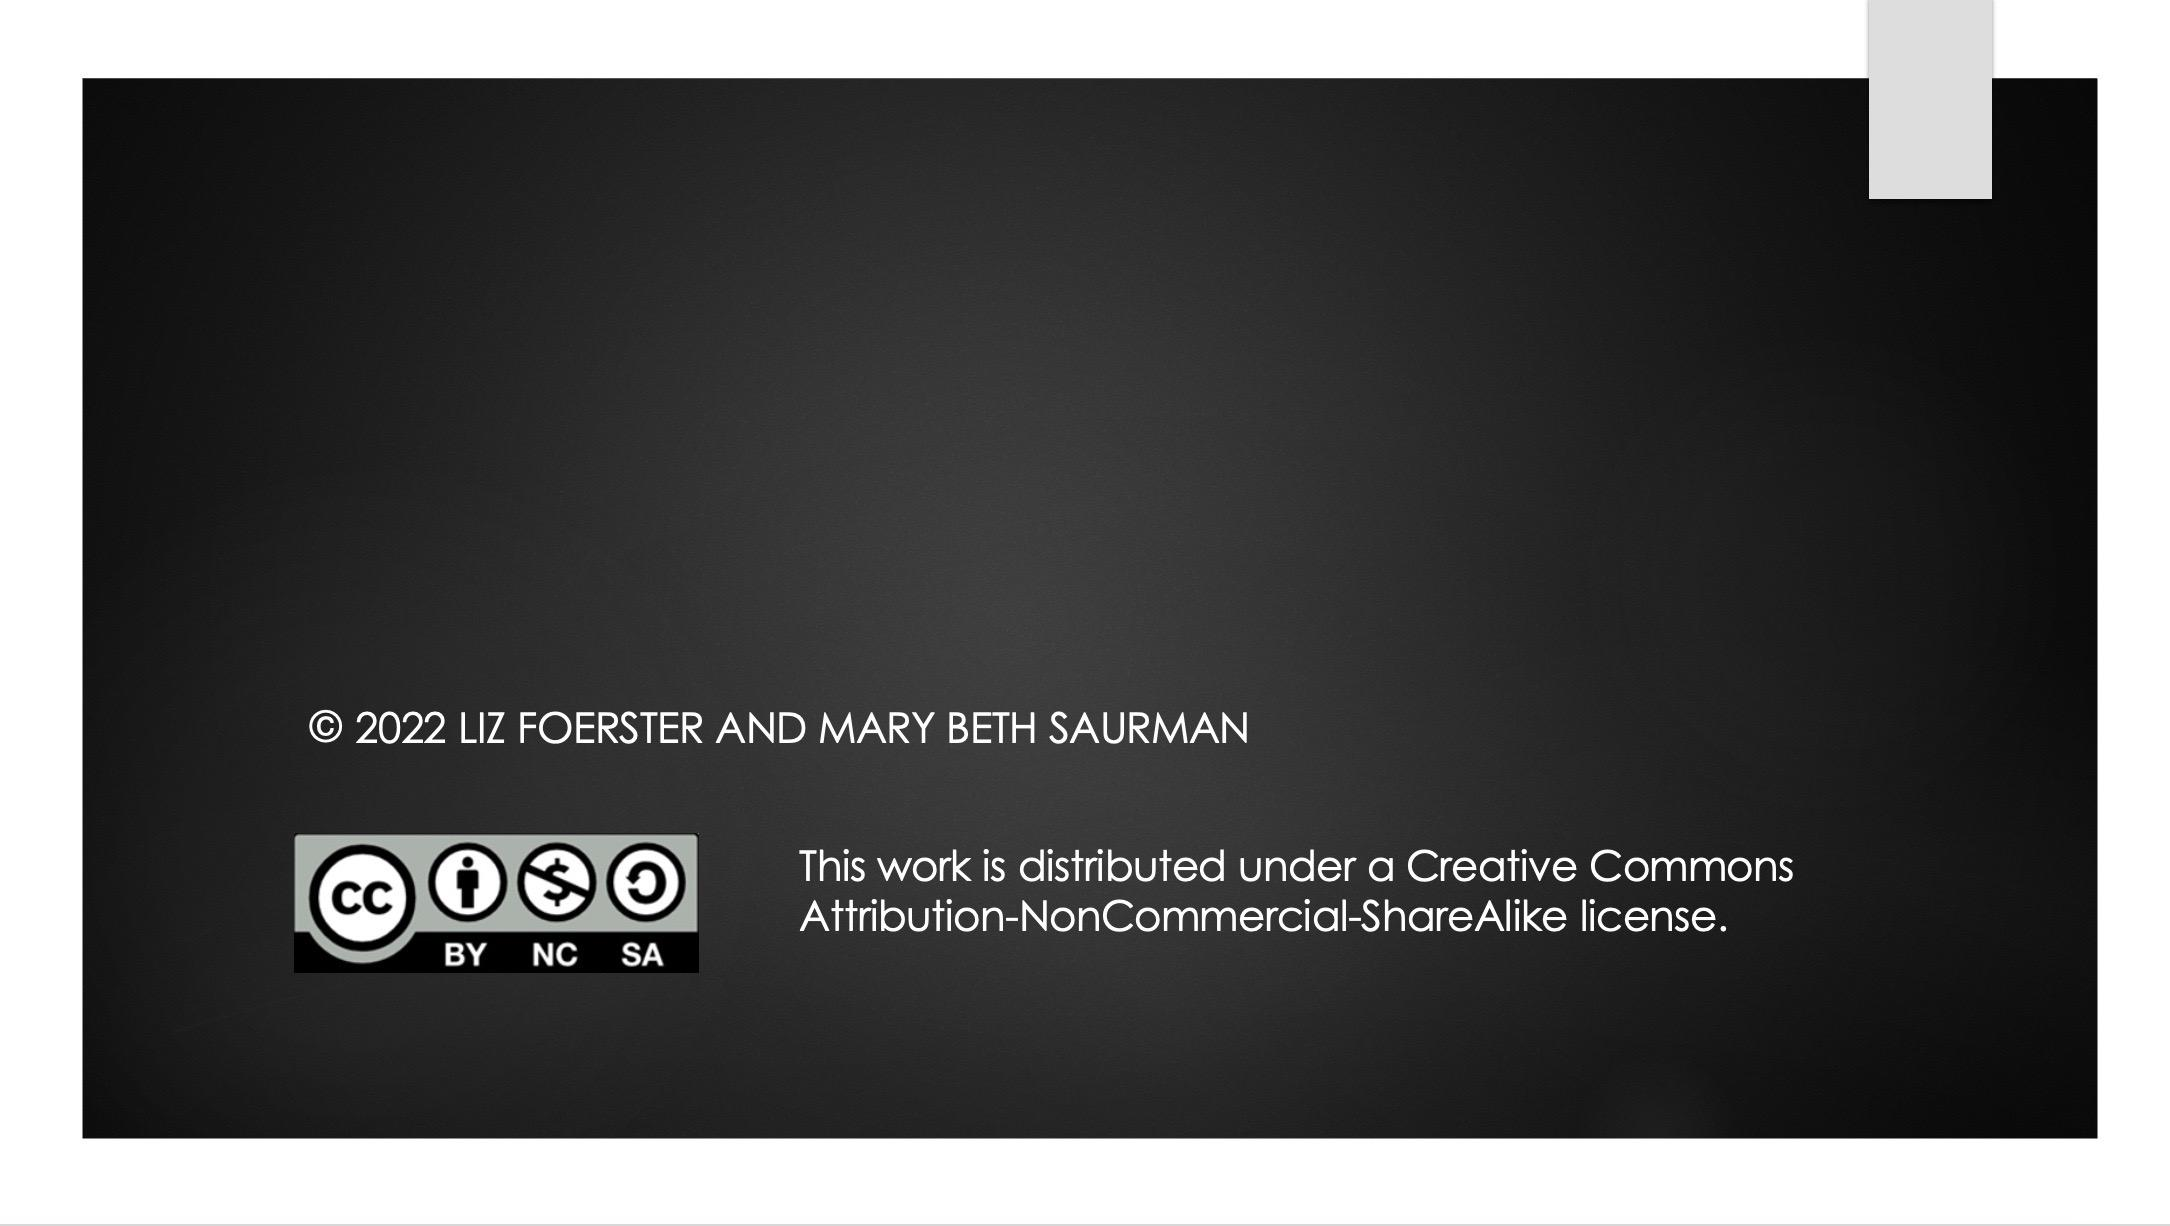 © 2022 LIZ FOERSTER AND MARY BETH SAURMAN
cc
BY NC SA
This work is distributed under a Creative Commons
Attribution-NonCommercial-ShareAlike license.